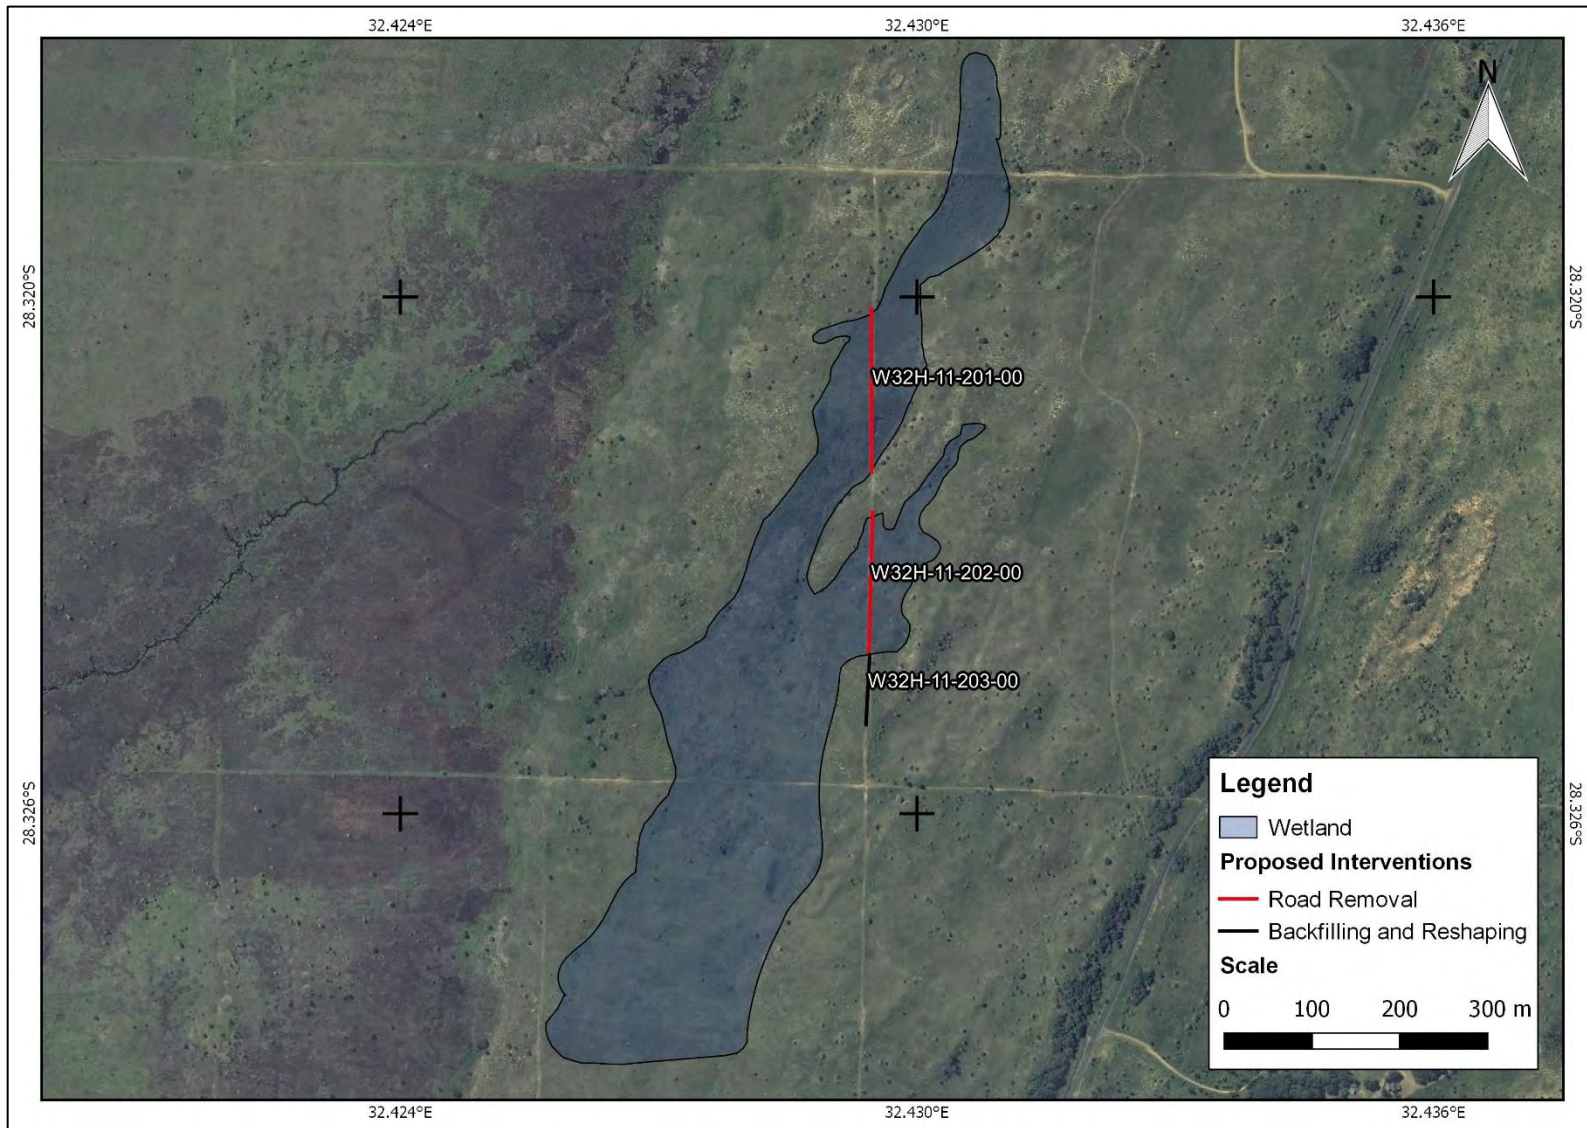 32.424°E 32.430°E 32.436°E
N
28.320°S 28.320°S
W32H-11-201-00
W32H-11-202-00
W32H-11-203-00
28.326°S 28.326°S
Legend
Wetland
Proposed Interventions
Road Removal
Backfilling and Reshaping
Scale
0 100 200 300 m
32.424°E 32.430°E 32.436°E